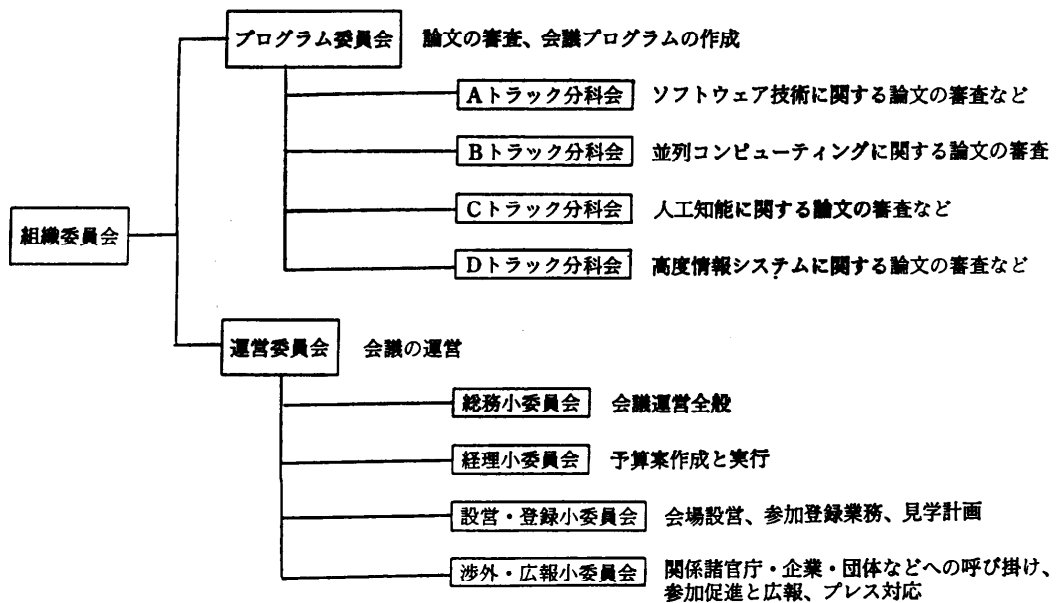 プログラム委員会 論文の審査、会議プログラムの作成
Aトラック分科会 ソフトウェア技術に関する論文の審査など
Bトラック分科会 並列コンピューティングに関する論文の審査
Cトラック分科会 人工知能に関する論文の審査など
組織委員会
Dトラック分科会 高度情報システムに関する論文の審査など
運営委員会 会議の運営
総務小委員会 会議運営全般
経理小委員会 予算案作成と実行
設営・登録小委員会 会場設営、参加登録業務、見学計画
渉外・広報小委員会 関係諸官庁・企業・団体などへの呼び掛け、
参加促進と広報、プレス対応